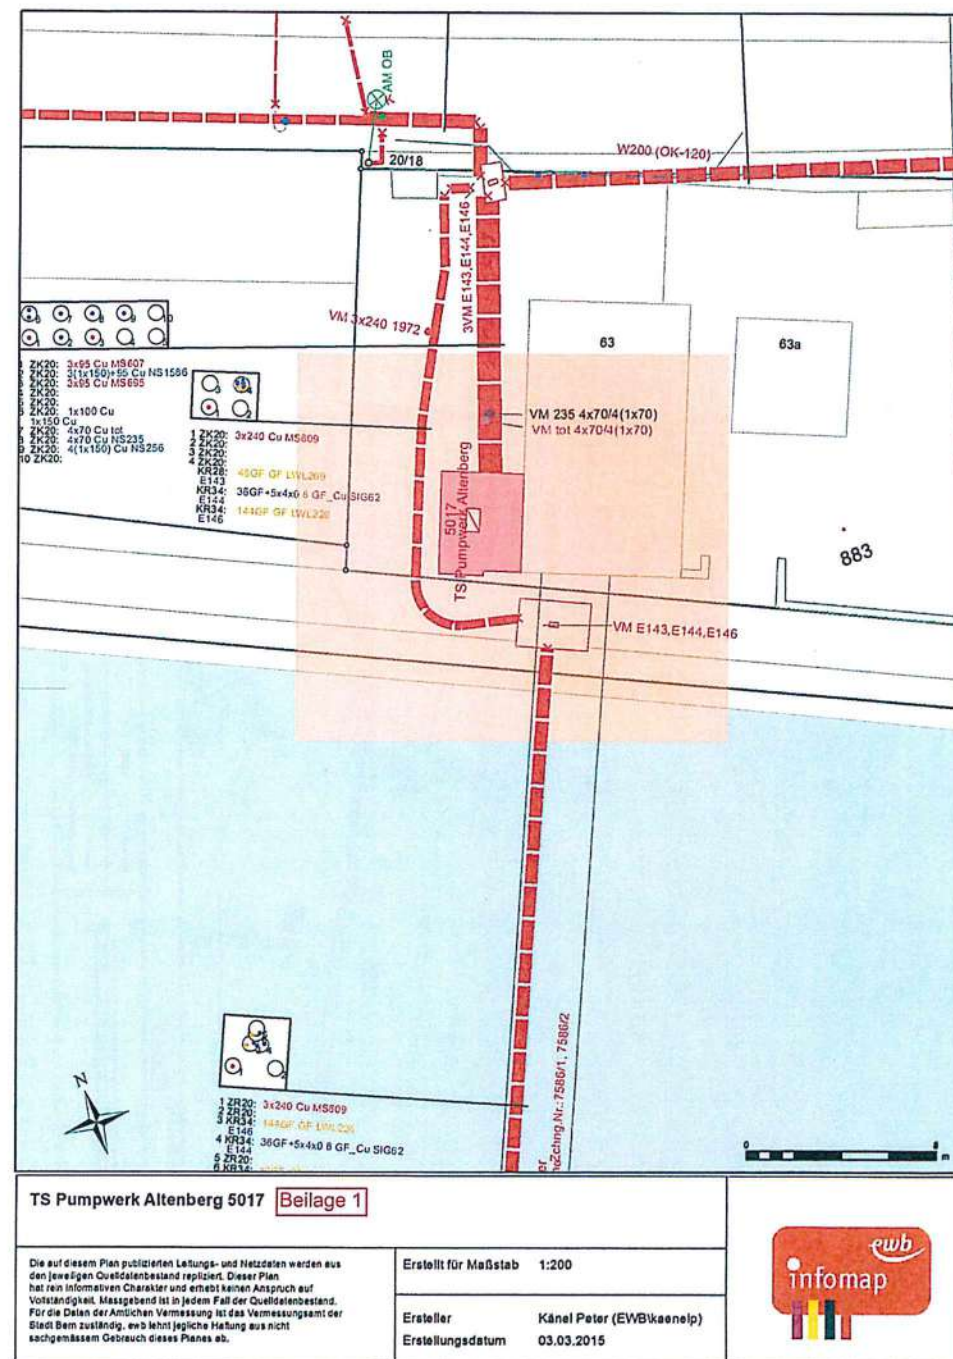 AM OB
20/18
W200 (OK-120)
3VM E143,E144,E146
VM 3x240 1972
63
63a
ZK20: 3x95 Cu MS607
ZK20: 3(1x150)+95 Cu NS1586
ZK20: 3x95 Cu MS695
ZK20:
ZK20:
ZK20: 1x100 Cu
1x150 Cu
ZK20: 4x70 Cu tot
ZK20: 4x70 Cu NS235
ZK20: 4(1x150) Cu NS256
10 ZK20:
1 ZK20: 3x240 Cu MS809
2 ZK20:
3 ZK20:
4 ZK20:
KR28:
E143
KR34: 36GF+5x4x0 6 GF_Cu SIG62
E144
KR34: 144GF GF LWL226
E146
VM 235 4x70/4(1x70)
VM tot 4x70/4(1x70)
5017
TS Pumpwerk Altenberg
883
VM E143,E144,E146
1 ZR20: 3x240 Cu MS809
2 ZR20:
3 KR34: 144GF GF LWL226
E146
4 KR34: 36GF+5x4x0 6 GF_Cu SIG62
E144
5 ZR20:
6 KR34:
Zchng.Nr.:7586/1, 7586/2
N
0
8
m
TS Pumpwerk Altenberg 5017 Beilage 1
Die auf diesem Plan publizierten Leitungs- und Netzdaten werden aus
den jeweiligen Quelldatenbestand repliziert. Dieser Plan
hat rein informativen Charakter und erhebt keinen Anspruch auf
Vollständigkeit. Massgebend ist in jedem Fall der Quelldatenbestand.
Für die Daten der Amtlichen Vermessung ist das Vermessungsamt der
Stadt Bern zuständig. ewb lehnt jegliche Haftung aus nicht
sachgemässem Gebrauch dieses Planes ab.
Erstellt für Maßstab 1:200
Ersteller Känel Peter (EWB\kaenelp)
Erstellungsdatum 03.03.2015
ewb
infomap